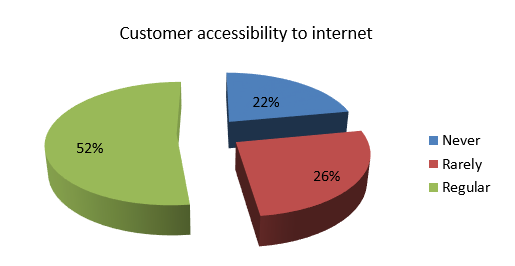 Customer accessibility to internet
22%
52%
26%
Never
Rarely
Regular